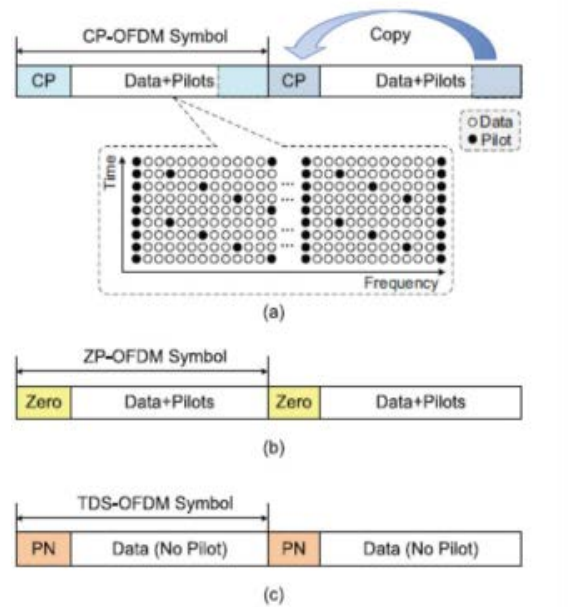 CP-OFDM Symbol
Copy
CP Data+Pilots CP Data+Pilots
Data
Pilot
Time
...
...
...
Frequency
(a)
ZP-OFDM Symbol
Zero Data+Pilots Zero Data+Pilots
(b)
TDS-OFDM Symbol
PN Data (No Pilot) PN Data (No Pilot)
(c)